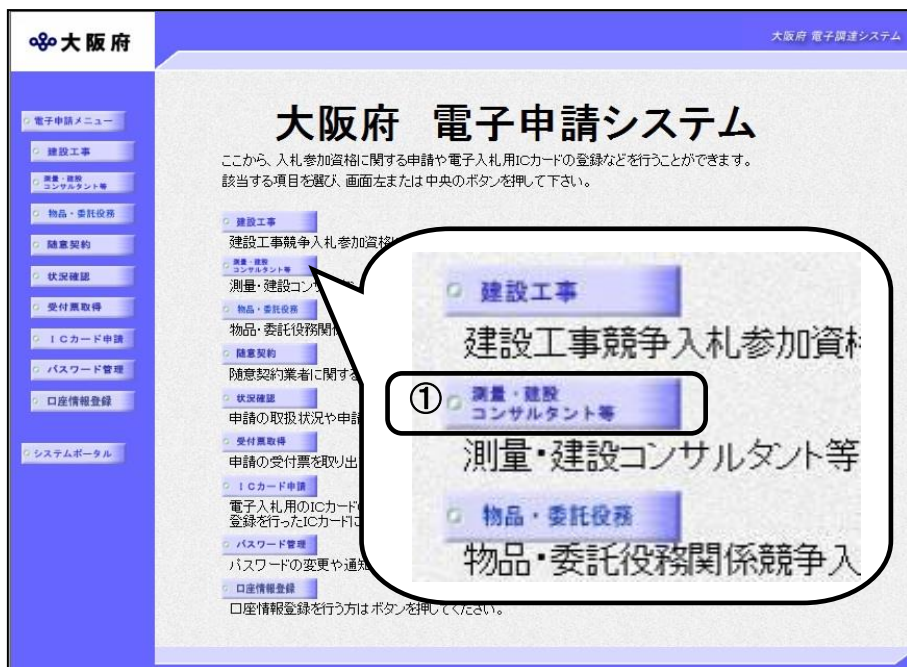 大阪府
大阪府 電子調達システム
電子申請メニュー
建設工事
測量・建設
コンサルタント等
物品・委託役務
随意契約
状況確認
受付票取得
ICカード申請
パスワード管理
口座情報登録
システムポータル
大阪府 電子申請システム
ここから、入札参加資格に関する申請や電子入札用ICカードの登録などを行うことができます。
該当する項目を選び、画面左または中央のボタンを押して下さい。
建設工事
建設工事競争入札参加資格
測量・建設
コンサルタント等
測量・建設コン
物品・委託役務
物品・委託役務関係
随意契約
随意契約業者に関する
状況確認
申請の取扱状況や申請
受付票取得
申請の受付票を取り出
ICカード申請
電子入札用のICカード
登録を行ったICカードに
パスワード管理
パスワードの変更や通知
口座情報登録
口座情報登録を行う方はボタンを押してください。
建設工事
建設工事競争入札参加資格
①
測量・建設
コンサルタント等
測量・建設コンサルタント等
物品・委託役務
物品・委託役務関係競争入